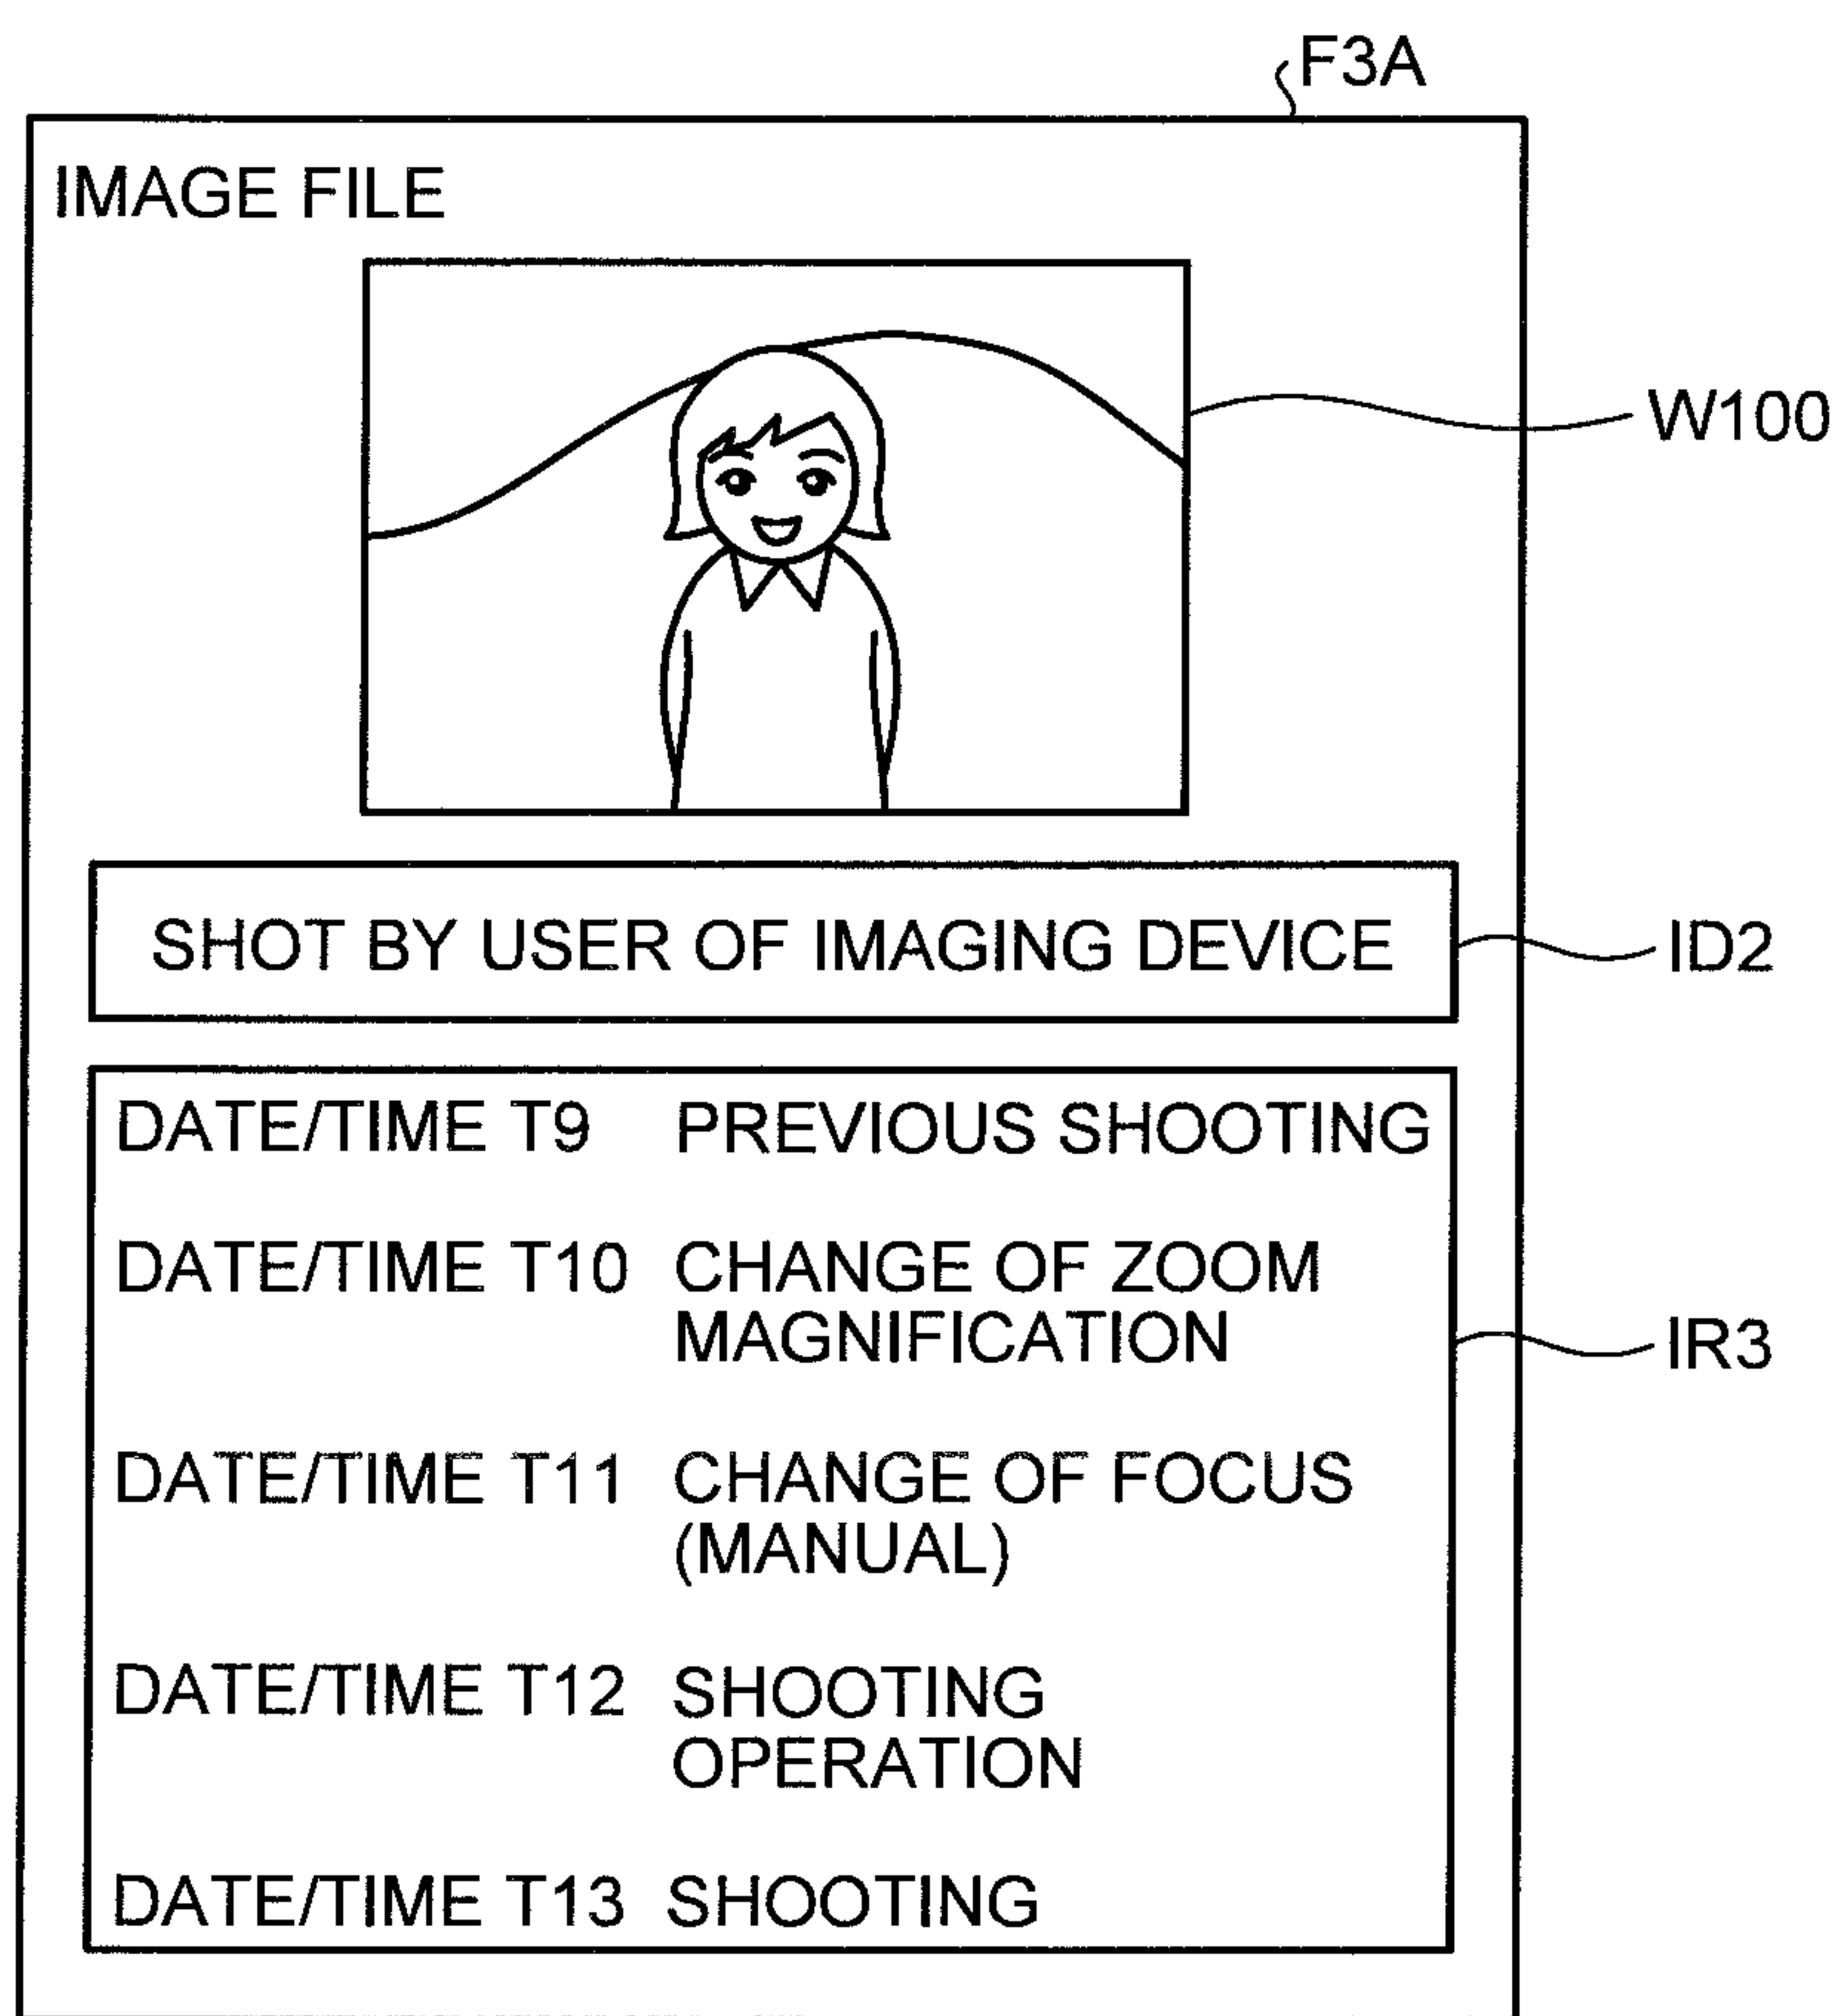 F3A
IMAGE FILE
W100
SHOT BY USER OF IMAGING DEVICE
ID2
DATE/TIME T9 PREVIOUS SHOOTING
DATE/TIME T10 CHANGE OF ZOOM
MAGNIFICATION
IR3
DATE/TIME T11 CHANGE OF FOCUS
(MANUAL)
DATE/TIME T12 SHOOTING
OPERATION
DATE/TIME T13 SHOOTING